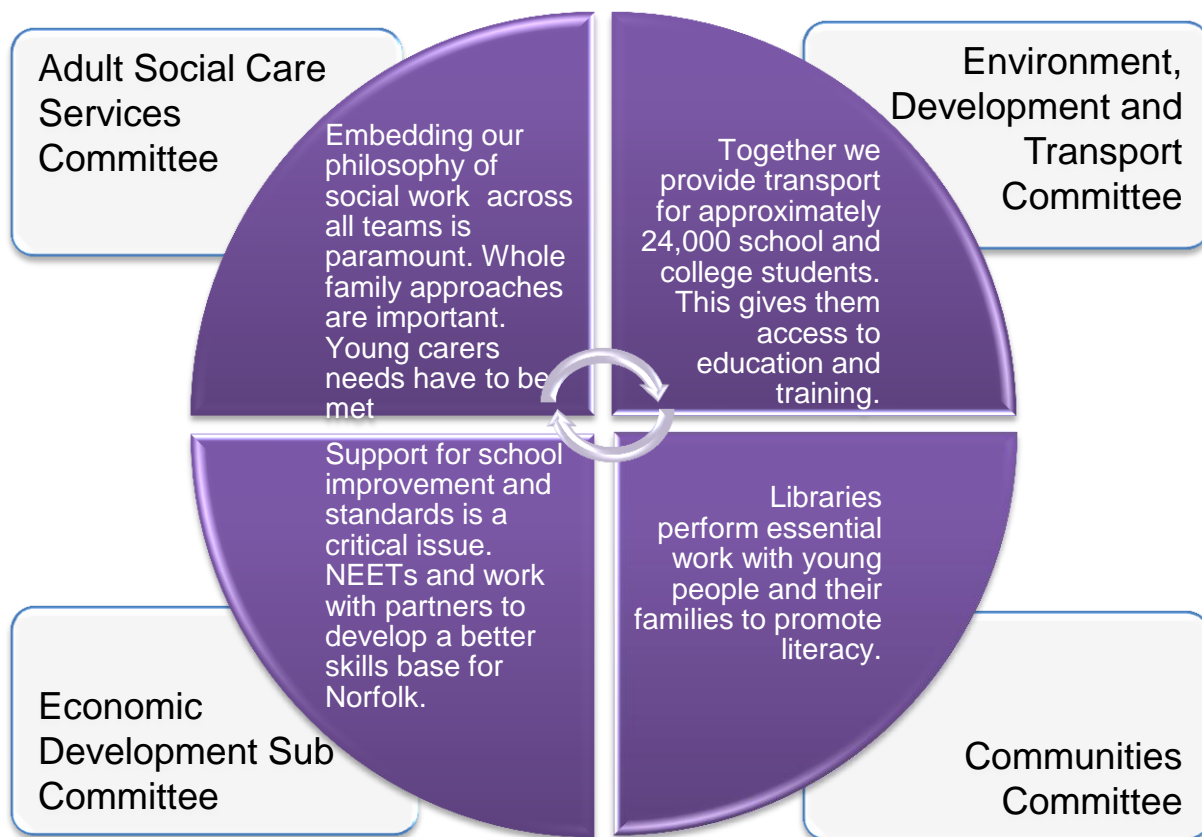 Adult Social Care
Services
Committee
Embedding our
philosophy of
social work  across
all teams is
paramount. Whole
family approaches
are important.
Young carers
needs have to be
met
Environment,
Development and
Transport
Committee
Together we
provide transport
for approximately
24,000 school and
college students.
This gives them
access to
education and
training.
Economic
Development Sub
Committee
Support for school
improvement and
standards is a
critical issue.
NEETs and work
with partners to
develop a better
skills base for
Norfolk.
Communities
Committee
Libraries
perform essential
work with young
people and their
families to promote
literacy.